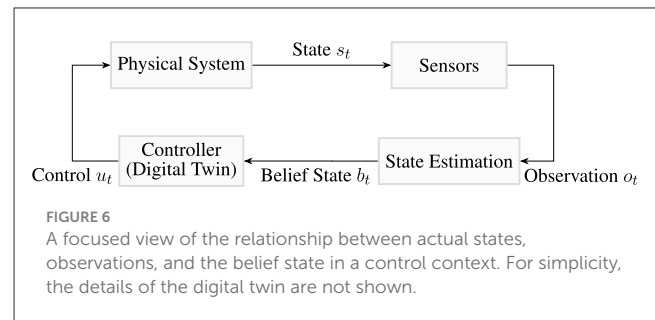 State s_t
Physical System
Sensors
Controller
(Digital Twin)
State Estimation
Control u_t
Belief State b_t
Observation o_t
FIGURE 6
A focused view of the relationship between actual states,
observations, and the belief state in a control context. For simplicity,
the details of the digital twin are not shown.